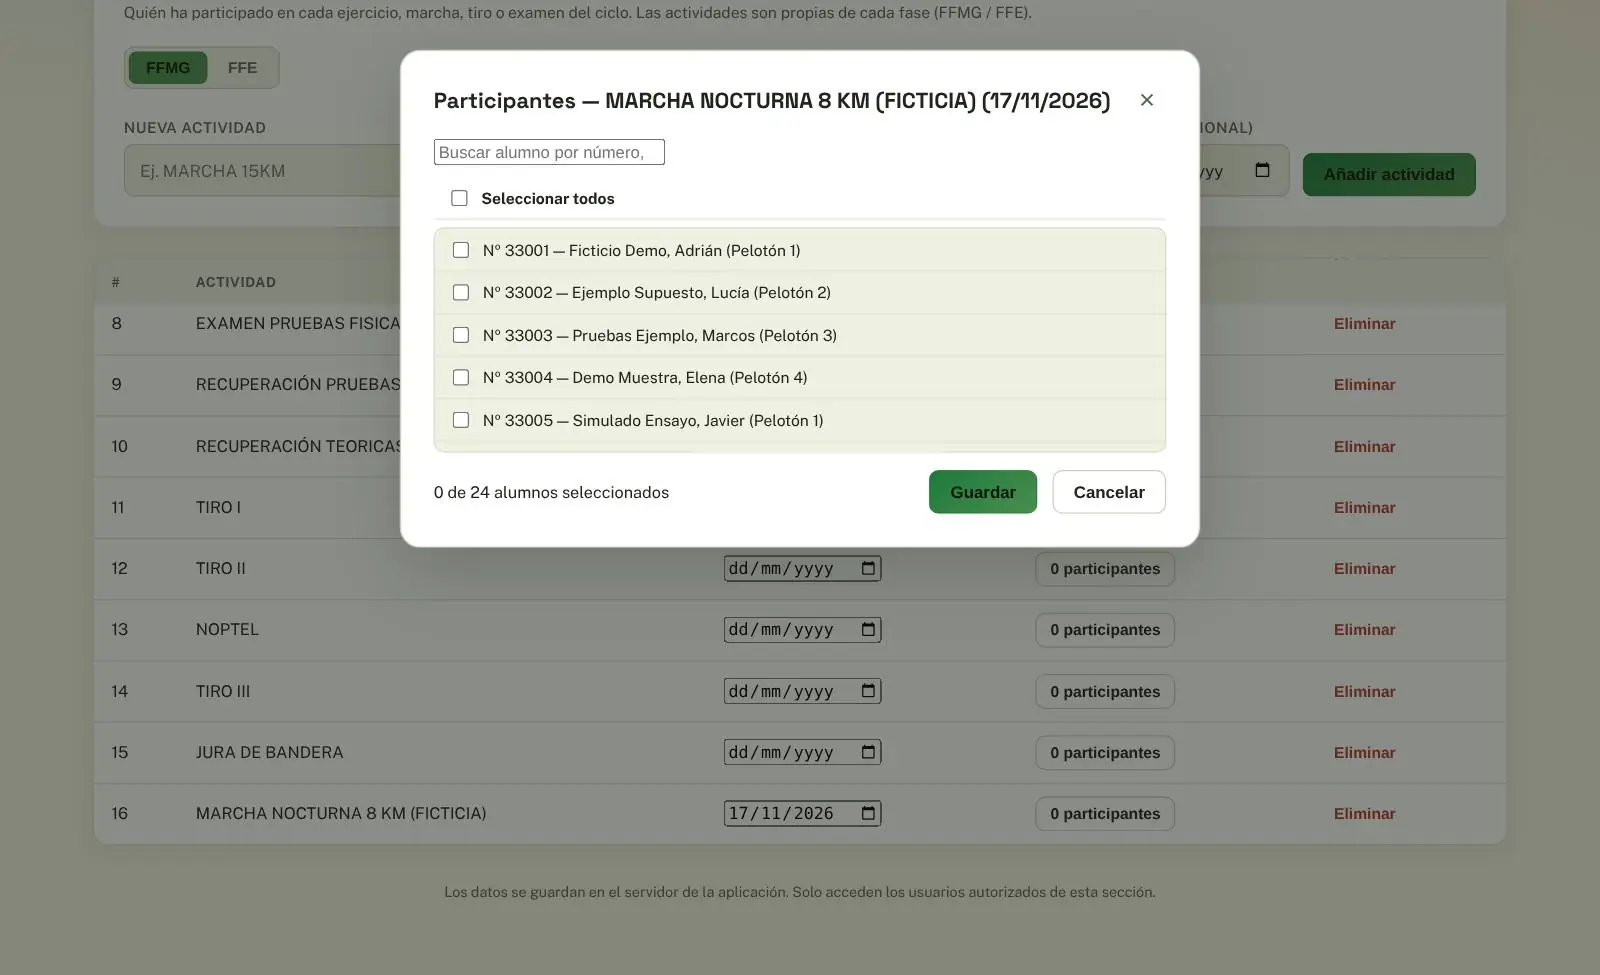 Quién ha participado en cada ejercicio, marcha, tiro o examen del ciclo. Las actividades son propias de cada fase (FFMG / FFE).
FFMG FFE
Participantes — MARCHA NOCTURNA 8 KM (FICTICIA) (17/11/2026) ✕
NUEVA ACTIVIDAD
IONAL)
Ej. MARCHA 15KM
yyy
Añadir actividad
Buscar alumno por número,
Seleccionar todos
Nº 33001 — Ficticio Demo, Adrián (Pelotón 1)
Nº 33002 — Ejemplo Supuesto, Lucía (Pelotón 2)
Nº 33003 — Pruebas Ejemplo, Marcos (Pelotón 3)
Nº 33004 — Demo Muestra, Elena (Pelotón 4)
Nº 33005 — Simulado Ensayo, Javier (Pelotón 1)
0 de 24 alumnos seleccionados Guardar Cancelar
# ACTIVIDAD
8 EXAMEN PRUEBAS FISICA Eliminar
9 RECUPERACIÓN PRUEBAS Eliminar
10 RECUPERACIÓN TEORICAS Eliminar
11 TIRO I Eliminar
12 TIRO II dd/mm/yyyy 0 participantes Eliminar
13 NOPTEL dd/mm/yyyy 0 participantes Eliminar
14 TIRO III dd/mm/yyyy 0 participantes Eliminar
15 JURA DE BANDERA dd/mm/yyyy 0 participantes Eliminar
16 MARCHA NOCTURNA 8 KM (FICTICIA) 17/11/2026 0 participantes Eliminar
Los datos se guardan en el servidor de la aplicación. Solo acceden los usuarios autorizados de esta sección.